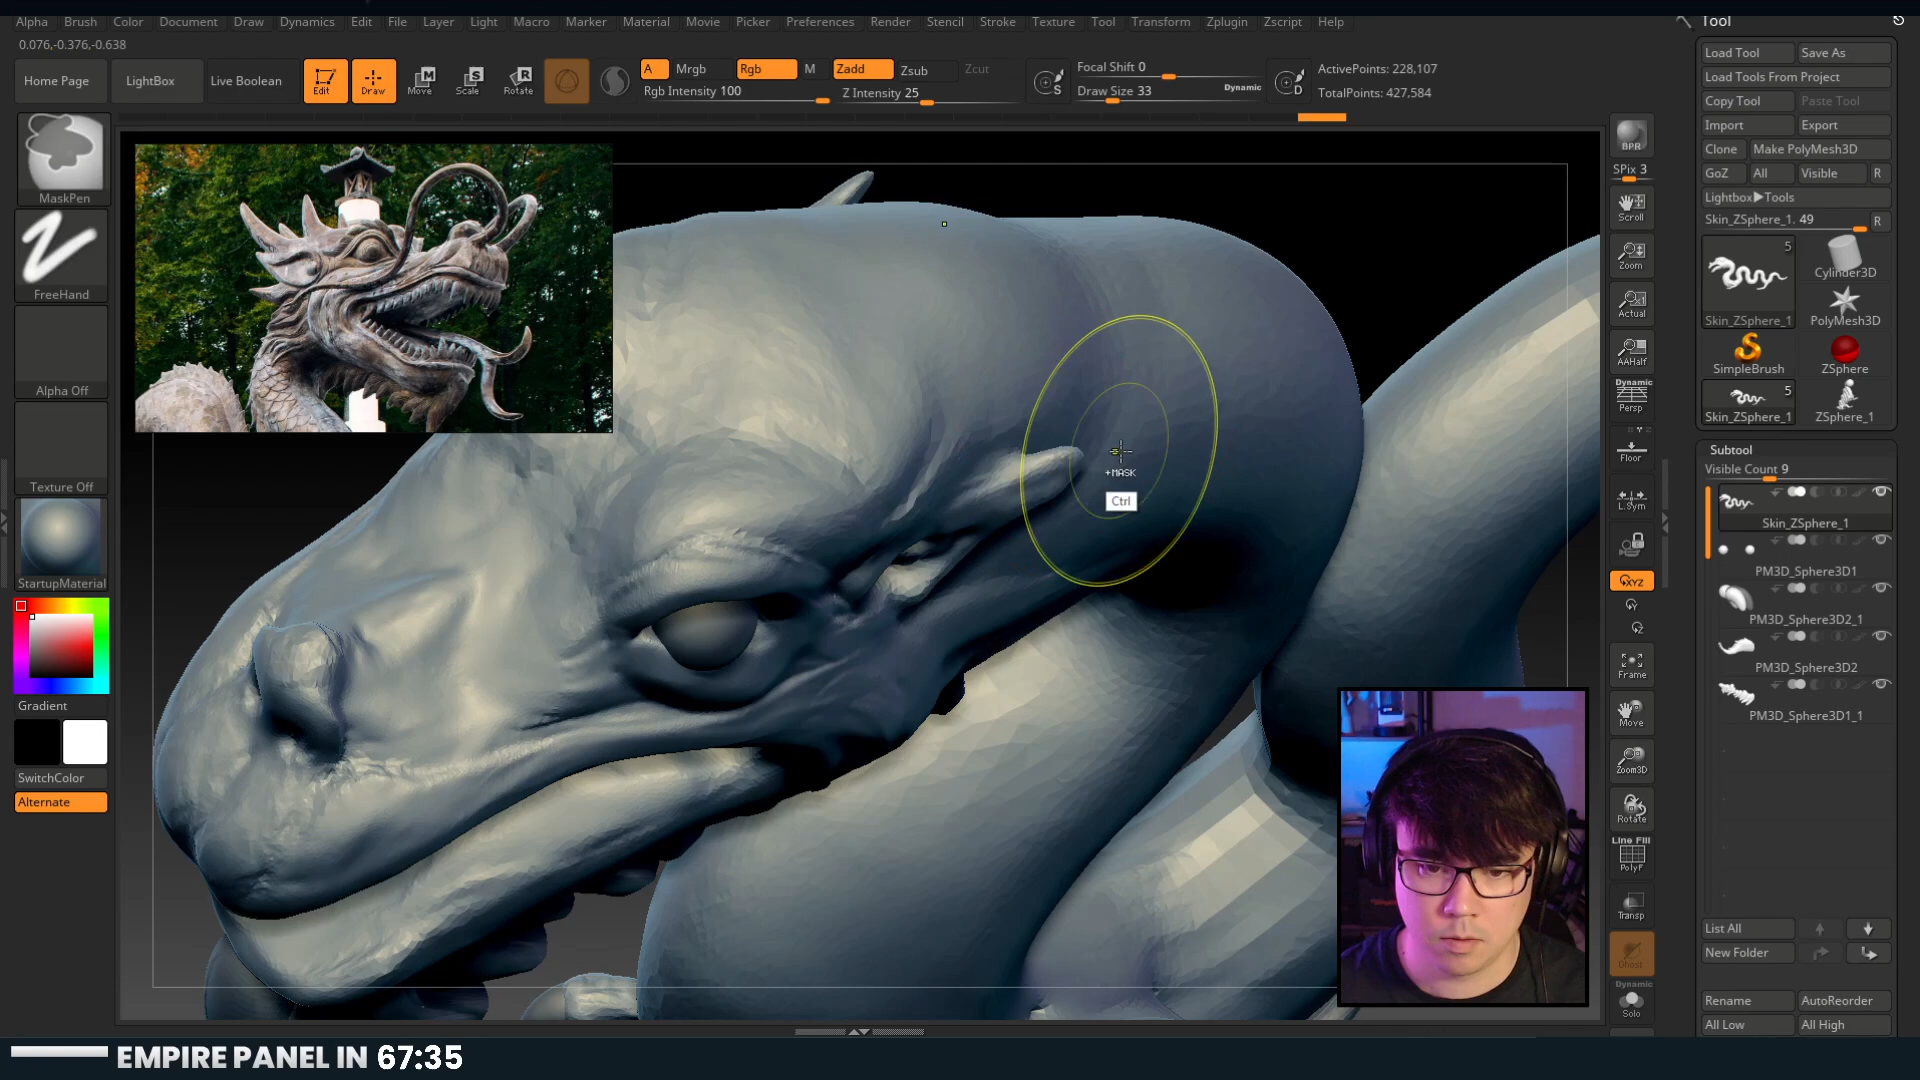 Alpha Brush Color Document Draw Dynamics Edit File Layer Light Macro Marker Material Movie Picker Preferences Render Stencil Stroke Texture Tool Transform Zplugin Zscript Help
0.076,-0.376,-0.638
Home Page LightBox Live Boolean Edit Draw Move Scale Rotate
A Mrgb Rgb M Zadd Zsub Zcut
Rgb Intensity 100 Z Intensity 25
Focal Shift 0
Draw Size 33 Dynamic
ActivePoints: 228,107
TotalPoints: 427,584
MaskPen
FreeHand
Alpha Off
Texture Off
StartupMaterial
Gradient
SwitchColor
Alternate
+MASK
Ctrl
BPR
SPix 3
Scroll
Zoom
Actual
AAHalf
Dynamic
Persp
Floor
L.Sym
XYZ
Frame
Move
Zoom3D
Rotate
Line Fill
PolyF
Transp
Ghost
Dynamic
Solo
Tool
Load Tool Save As
Load Tools From Project
Copy Tool Paste Tool
Import Export
Clone Make PolyMesh3D
GoZ All Visible R
Lightbox▶Tools
Skin_ZSphere_1. 49 R
5
Skin_ZSphere_1 Cylinder3D
PolyMesh3D
SimpleBrush ZSphere
5
Skin_ZSphere_1 ZSphere_1
Subtool
Visible Count 9
Skin_ZSphere_1
PM3D_Sphere3D1
PM3D_Sphere3D2_1
PM3D_Sphere3D2
PM3D_Sphere3D1_1
List All
New Folder
Rename AutoReorder
All Low All High
EMPIRE PANEL IN 67:35